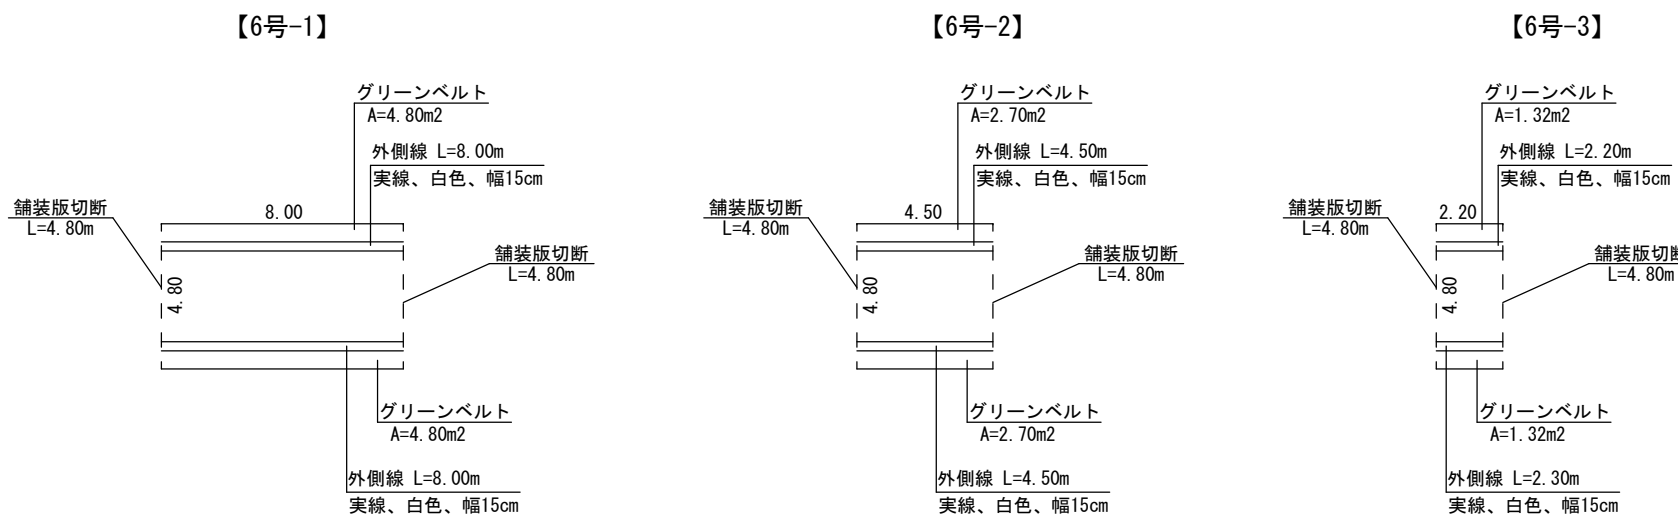 【6号-1】
グリーンベルト
A=4.80m2
外側線 L=8.00m
実線、白色、幅15cm
舗装版切断
L=4.80m
8.00
舗装版切断
L=4.80m
4.80
グリーンベルト
A=4.80m2
外側線 L=8.00m
実線、白色、幅15cm
【6号-2】
グリーンベルト
A=2.70m2
外側線 L=4.50m
実線、白色、幅15cm
舗装版切断
L=4.80m
4.50
舗装版切断
L=4.80m
4.80
グリーンベルト
A=2.70m2
外側線 L=4.50m
実線、白色、幅15cm
【6号-3】
グリーンベルト
A=1.32m2
外側線 L=2.20m
実線、白色、幅15cm
舗装版切断
L=4.80m
2.20
舗装版切断
L=4.80m
4.80
グリーンベルト
A=1.32m2
外側線 L=2.30m
実線、白色、幅15cm